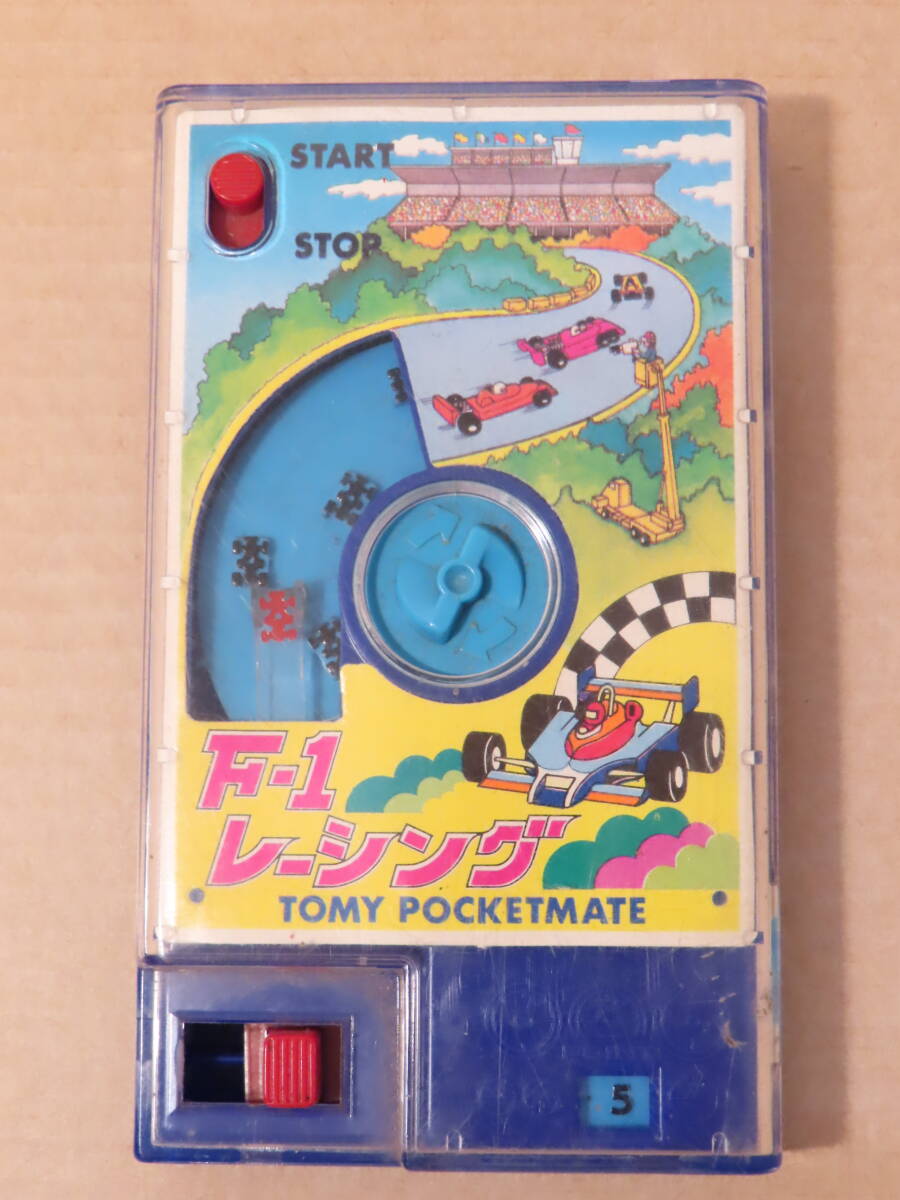 START
STOP
F-1
レーシング
TOMY POCKETMATE
5